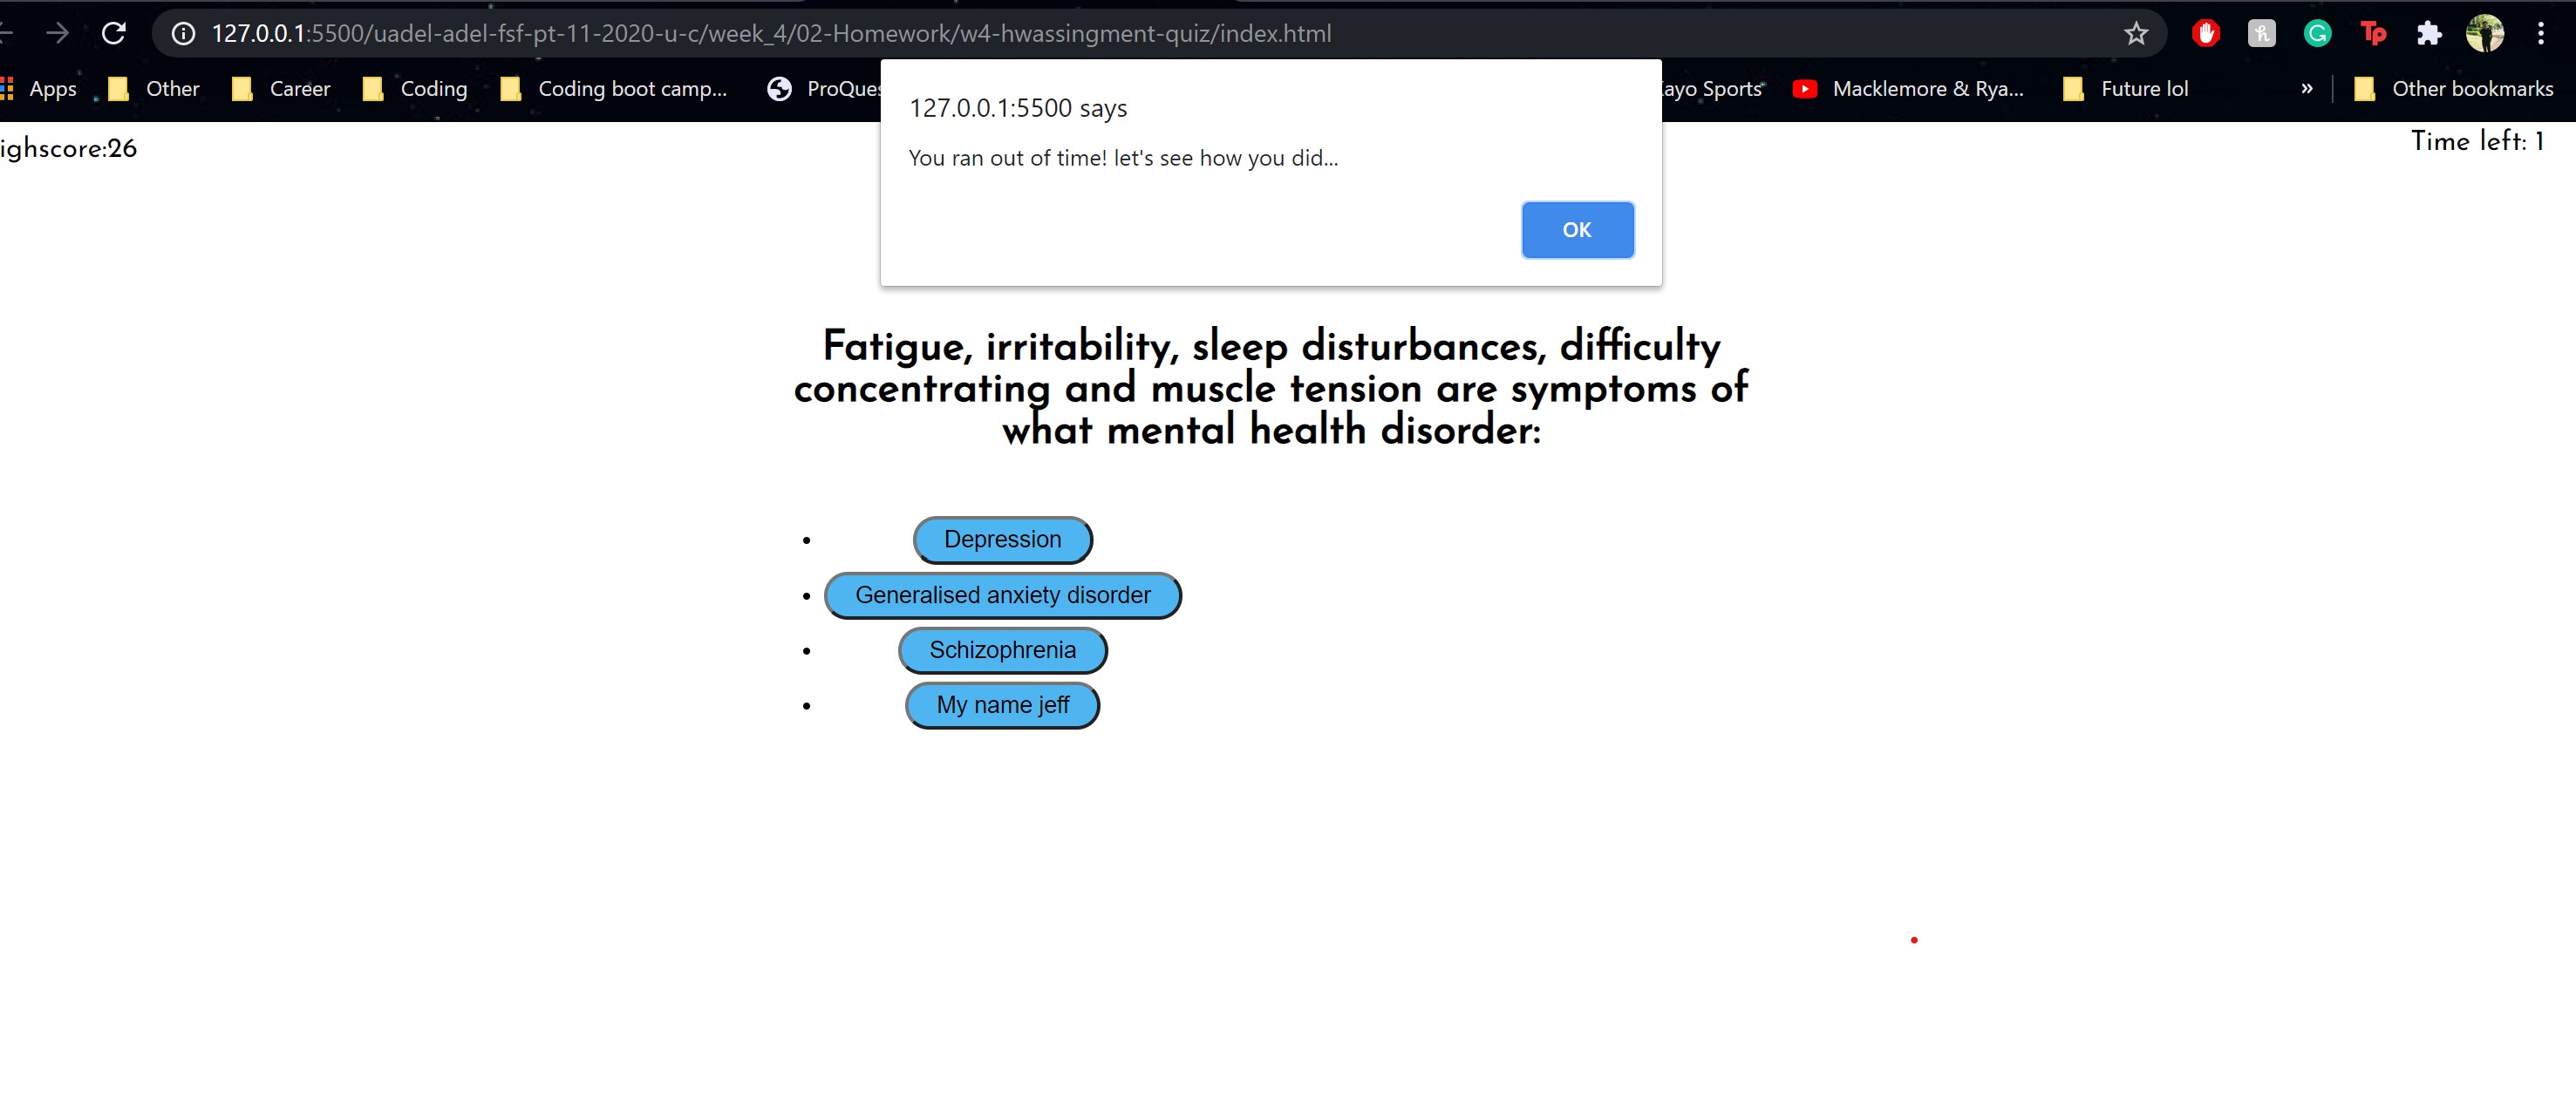 127.0.0.1:5500/uadel-adel-fsf-pt-11-2020-u-c/week_4/02-Homework/w4-hwassingment-quiz/index.html
Apps Other Career Coding Coding boot camp... ProQues ayo Sports Macklemore & Rya... Future lol » Other bookmarks
127.0.0.1:5500 says
You ran out of time! let's see how you did...
OK
ighscore:26
Time left: 1
Fatigue, irritability, sleep disturbances, difficulty
concentrating and muscle tension are symptoms of
what mental health disorder:
Depression
Generalised anxiety disorder
Schizophrenia
My name jeff